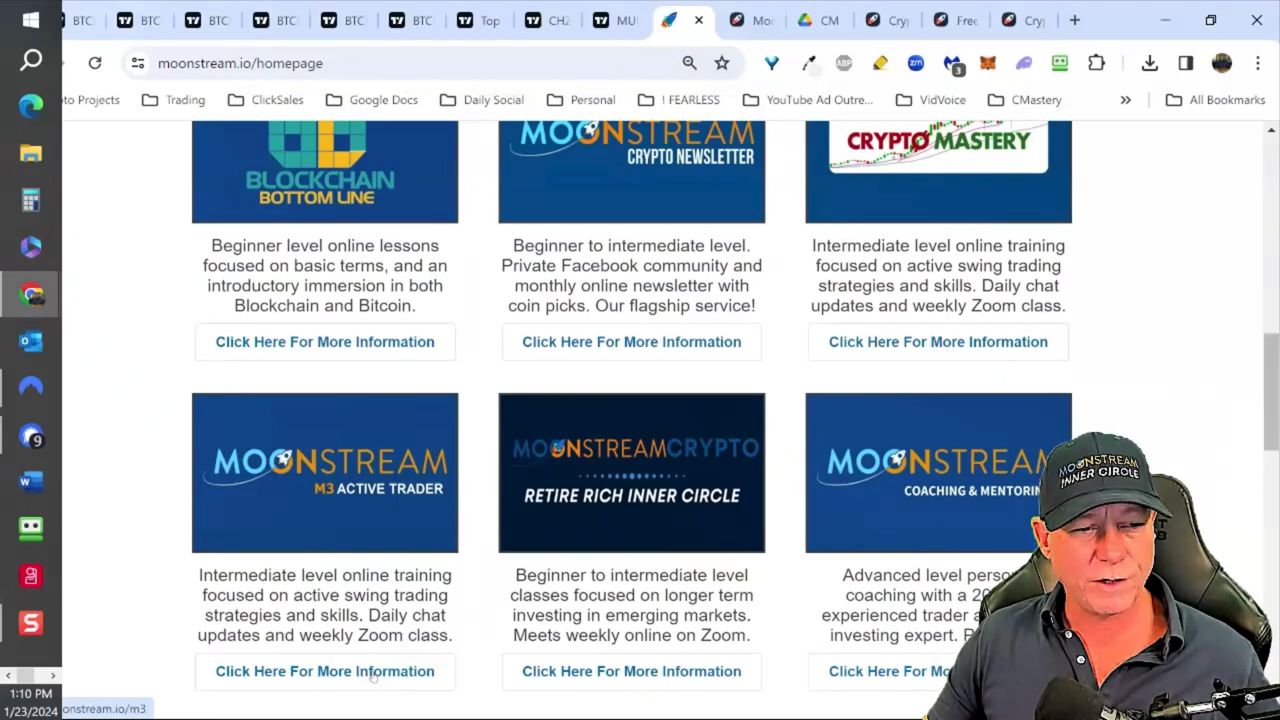 BTC
BTC
BTC
BTC
BTC
Top
MU
Moo
CM
Cry
Free
Cry
moonstream.io/homepage
ABP
zm
3
Projects
Trading
ClickSales
Google Docs
Daily Social
Personal
! FEARLESS
YouTube Ad Outre...
VidVoice
CMastery
»
All Bookmarks
BLOCKCHAIN
BOTTOM LINE
MOONSTREAM
CRYPTO NEWSLETTER
CRYPTO MASTERY
Beginner level online lessons
focused on basic terms, and an
introductory immersion in both
Blockchain and Bitcoin.
Click Here For More Information
Beginner to intermediate level.
Private Facebook community and
monthly online newsletter with
coin picks. Our flagship service!
Click Here For More Information
Intermediate level online training
focused on active swing trading
strategies and skills. Daily chat
updates and weekly Zoom class.
Click Here For More Information
MOONSTREAM
M3 ACTIVE TRADER
Intermediate level online training
focused on active swing trading
strategies and skills. Daily chat
updates and weekly Zoom class.
Click Here For More Information
MOONSTREAMCRYPTO
RETIRE RICH INNER CIRCLE
Beginner to intermediate level
classes focused on longer term
investing in emerging markets.
Meets weekly online on Zoom.
Click Here For More Information
MOONSTREAM
COACHING & MENTORIN
Advanced level pers
coaching with a 20
experienced trader a
investing expert. P
Click Here For Mo
MOONSTREAM
INNER CIRCLE
9
1:10 PM
1/23/2024
onstream.io/m3